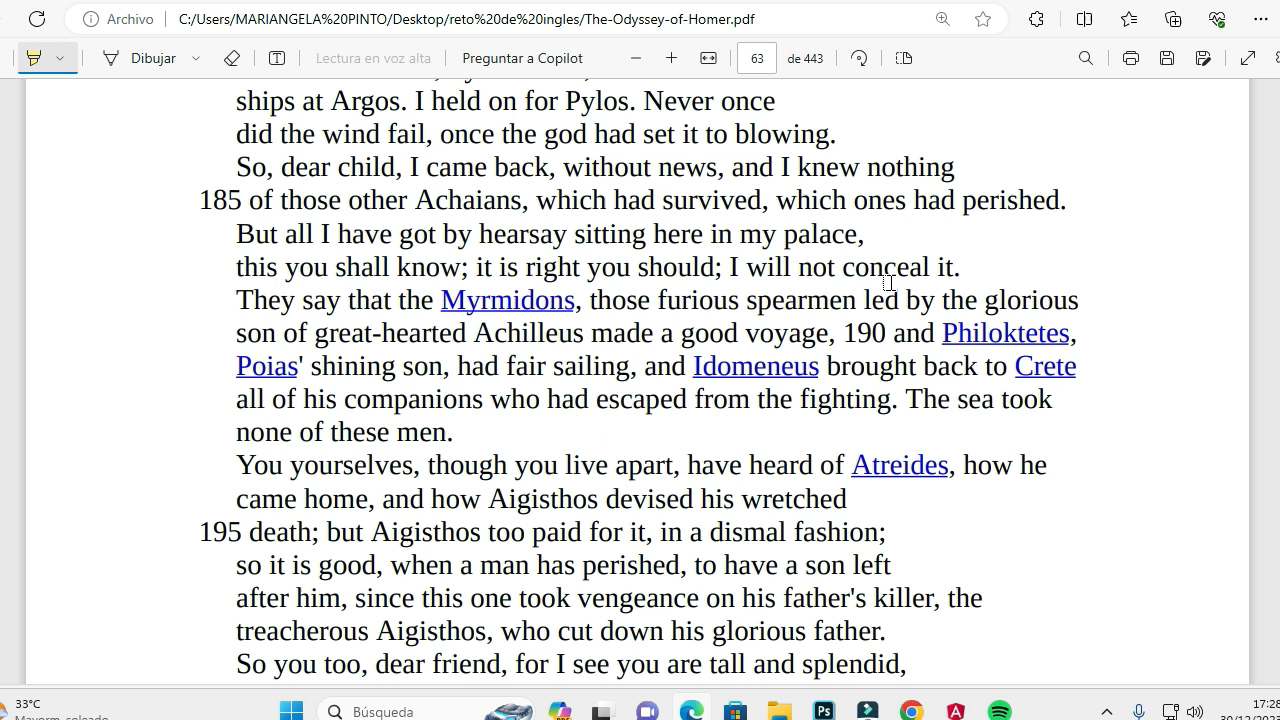 Archivo C:/Users/MARIANGELA%20PINTO/Desktop/reto%20de%20ingles/The-Odyssey-of-Homer.pdf
Dibujar Lectura en voz alta Preguntar a Copilot 63 de 443
ships at Argos. I held on for Pylos. Never once
did the wind fail, once the god had set it to blowing.
So, dear child, I came back, without news, and I knew nothing
185 of those other Achaians, which had survived, which ones had perished.
But all I have got by hearsay sitting here in my palace,
this you shall know; it is right you should; I will not conceal it.
They say that the Myrmidons, those furious spearmen led by the glorious
son of great-hearted Achilleus made a good voyage, 190 and Philoktetes,
Poias' shining son, had fair sailing, and Idomeneus brought back to Crete
all of his companions who had escaped from the fighting. The sea took
none of these men.
You yourselves, though you live apart, have heard of Atreides, how he
came home, and how Aigisthos devised his wretched
195 death; but Aigisthos too paid for it, in a dismal fashion;
so it is good, when a man has perished, to have a son left
after him, since this one took vengeance on his father's killer, the
treacherous Aigisthos, who cut down his glorious father.
So you too, dear friend, for I see you are tall and splendid,
33°C
Búsqueda
Ps
17:28